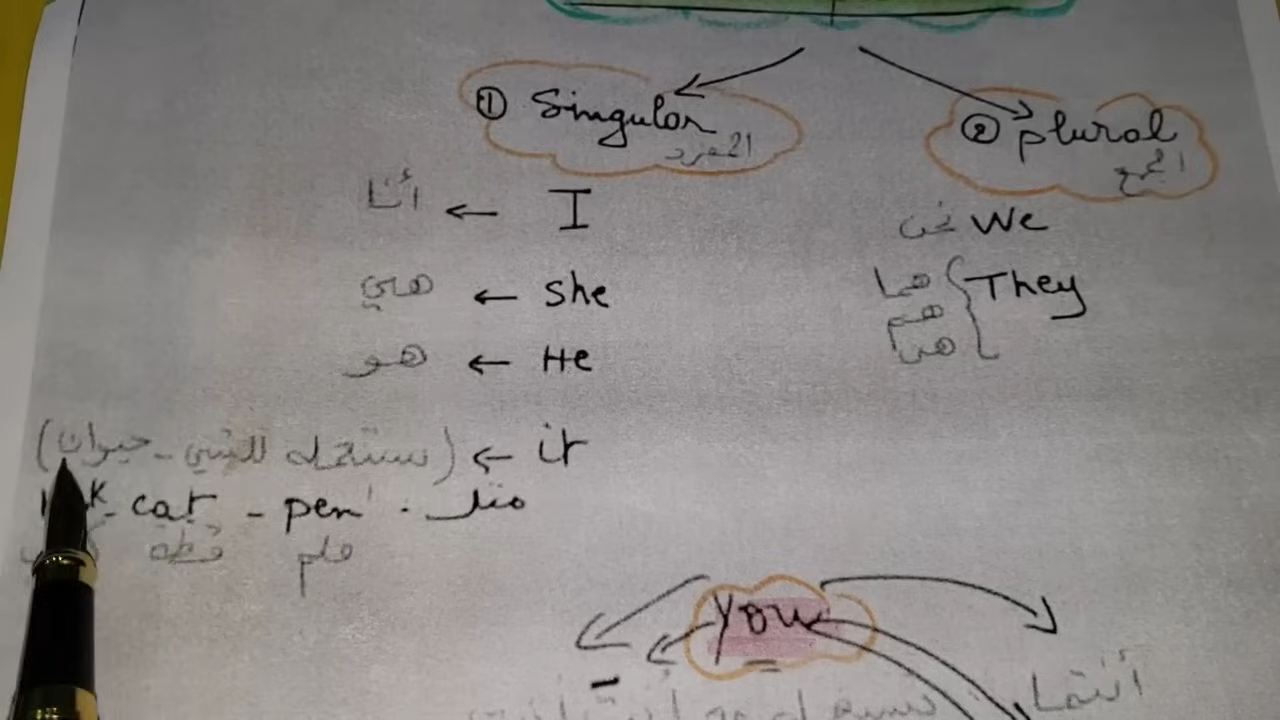 ① Singular
المفرد
② plural
الجمع
I ← أنا
She ← هي
He ← هو
it ← (نستعمله للشيء - حيوان)
مثل . pen - cat -
قلم قطة
We نحن
They { هما
هم
هن
you
أنتما